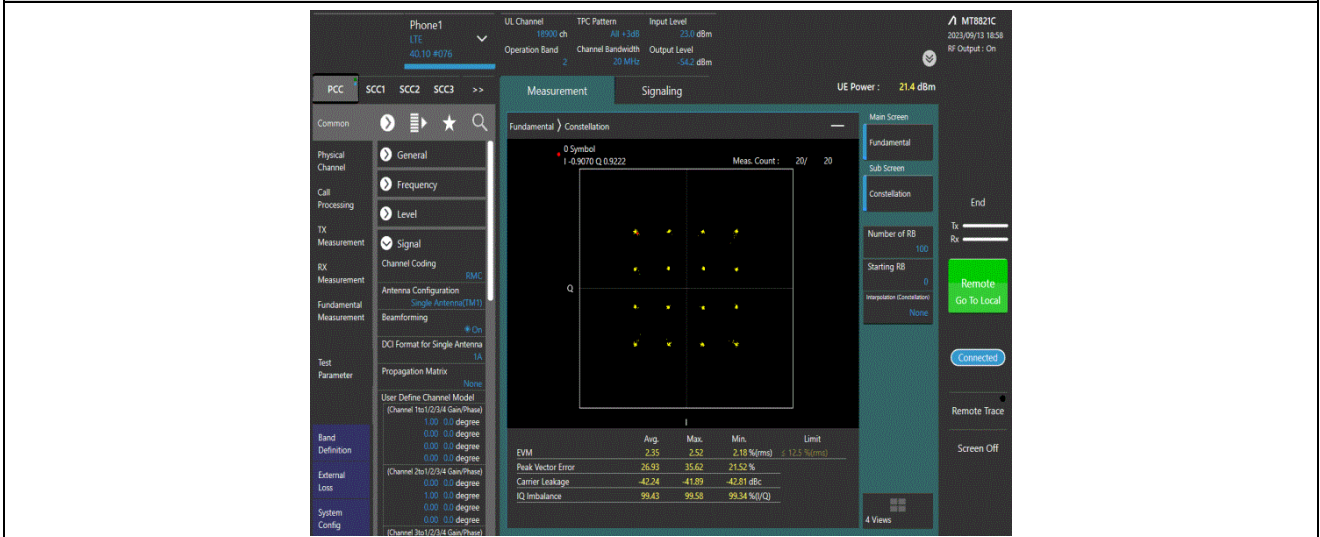 Phone1
LTE
40.10 #076
UL Channel
18900 ch
TPC Pattern
All +3dB
Input Level
23.0 dBm
Operation Band
2
Channel Bandwidth
20 MHz
Output Level
-54.2 dBm
MT8821C
2023/09/13 18:58
RF Output : On
PCC SCC1 SCC2 SCC3 >>
Measurement Signaling
UE Power : 21.4 dBm
Common
Physical
Channel
Call
Processing
TX
Measurement
RX
Measurement
Fundamental
Measurement
Test
Parameter
Band
Definition
External
Loss
System
Config
General
Frequency
Level
Signal
Channel Coding
RMC
Antenna Configuration
Single Antenna(TM1)
Beamforming
On
DCI Format for Single Antenna
1A
Propagation Matrix
None
User Define Channel Model
(Channel 1to1/2/3/4 Gain/Phase)
1.00 0.0 degree
0.00 0.0 degree
0.00 0.0 degree
0.00 0.0 degree
(Channel 2to1/2/3/4 Gain/Phase)
0.00 0.0 degree
1.00 0.0 degree
0.00 0.0 degree
0.00 0.0 degree
(Channel 3to1/2/3/4 Gain/Phase)
Fundamental 〉 Constellation
0 Symbol
I -0.9070 Q 0.9222
Meas. Count : 20/ 20
Q
I
Avg. Max. Min. Limit
EVM 2.35 2.52 2.18 %(rms) ≤ 12.5 %(rms)
Peak Vector Error 26.93 35.62 21.52 %
Carrier Leakage -42.24 -41.89 -42.81 dBc
IQ Imbalance 99.43 99.58 99.34 %(I/Q)
Main Screen
Fundamental
Sub Screen
Constellation
Number of RB
100
Starting RB
0
Interpolation (Constellation)
None
4 Views
End
Tx
Rx
Remote
Go To Local
Connected
Remote Trace
Screen Off